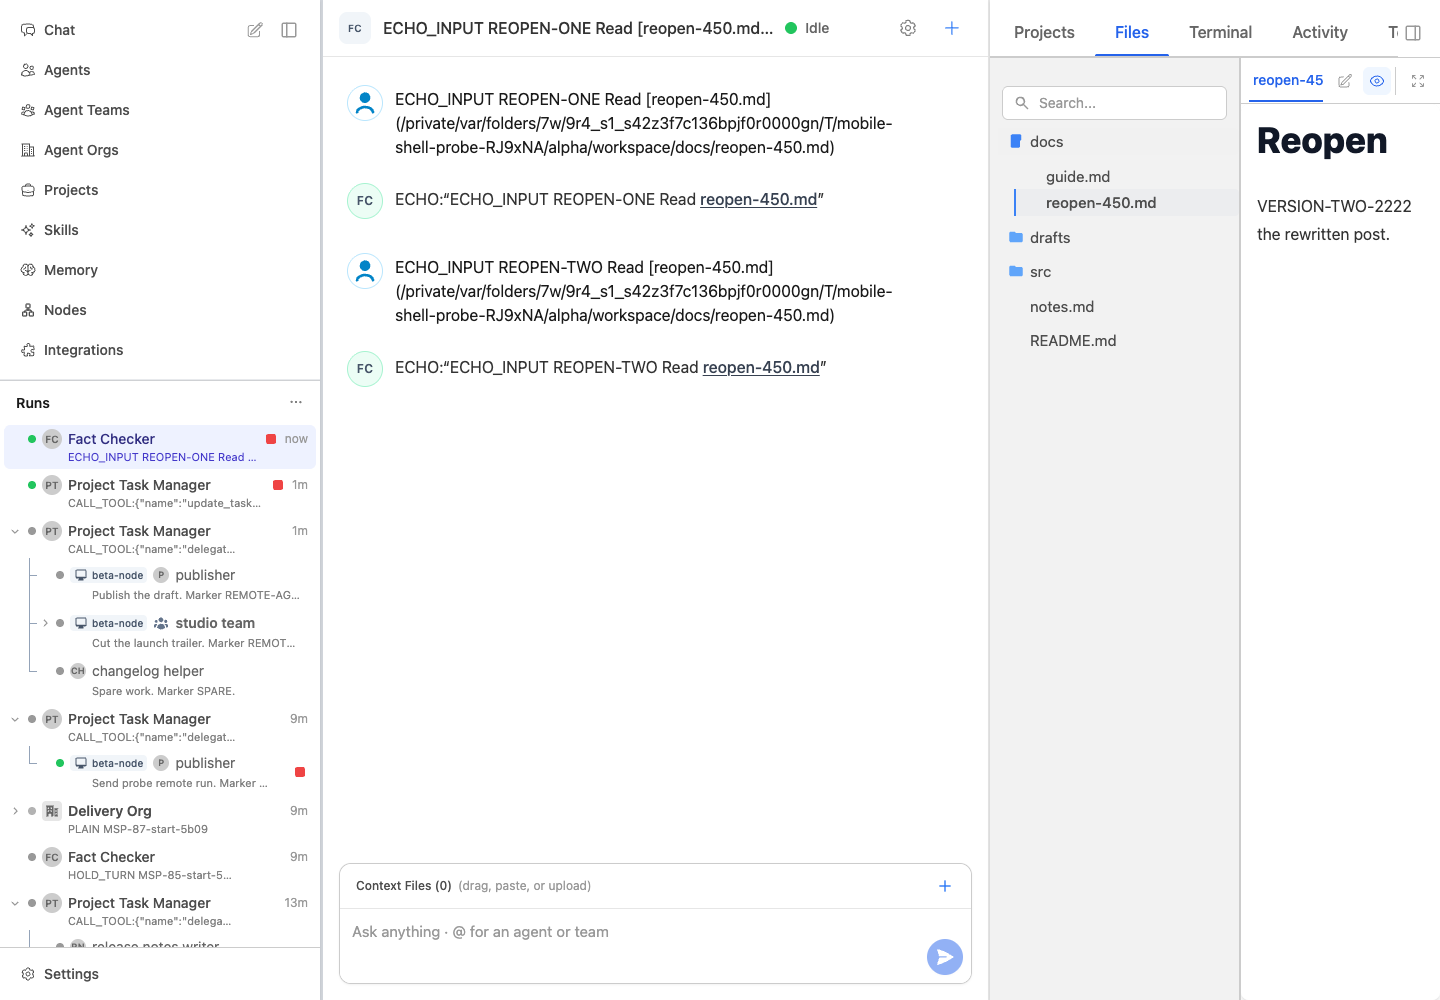 Chat
Agents
Agent Teams
Agent Orgs
Projects
Skills
Memory
Nodes
Integrations
Runs
FC Fact Checker now
ECHO_INPUT REOPEN-ONE Read ...
PT Project Task Manager 1m
CALL_TOOL:{"name":"update_task...
PT Project Task Manager 1m
CALL_TOOL:{"name":"delegat...
beta-node P publisher
Publish the draft. Marker REMOTE-AG...
beta-node studio team
Cut the launch trailer. Marker REMOT...
CH changelog helper
Spare work. Marker SPARE.
PT Project Task Manager 9m
CALL_TOOL:{"name":"delegat...
beta-node P publisher
Send probe remote run. Marker ...
Delivery Org 9m
PLAIN MSP-87-start-5b09
FC Fact Checker 9m
HOLD_TURN MSP-85-start-5...
PT Project Task Manager 13m
CALL_TOOL:{"name":"delega...
RN release notes writer
Settings
FC ECHO_INPUT REOPEN-ONE Read [reopen-450.md... Idle
ECHO_INPUT REOPEN-ONE Read [reopen-450.md]
(/private/var/folders/7w/9r4_s1_s42z3f7c136bpjf0r0000gn/T/mobile-
shell-probe-RJ9xNA/alpha/workspace/docs/reopen-450.md)
FC ECHO:“ECHO_INPUT REOPEN-ONE Read reopen-450.md”
ECHO_INPUT REOPEN-TWO Read [reopen-450.md]
(/private/var/folders/7w/9r4_s1_s42z3f7c136bpjf0r0000gn/T/mobile-
shell-probe-RJ9xNA/alpha/workspace/docs/reopen-450.md)
FC ECHO:“ECHO_INPUT REOPEN-TWO Read reopen-450.md”
Context Files (0) (drag, paste, or upload)
Ask anything · @ for an agent or team
Projects Files Terminal Activity
Search...
docs
guide.md
reopen-450.md
drafts
src
notes.md
README.md
reopen-45
Reopen
VERSION-TWO-2222
the rewritten post.